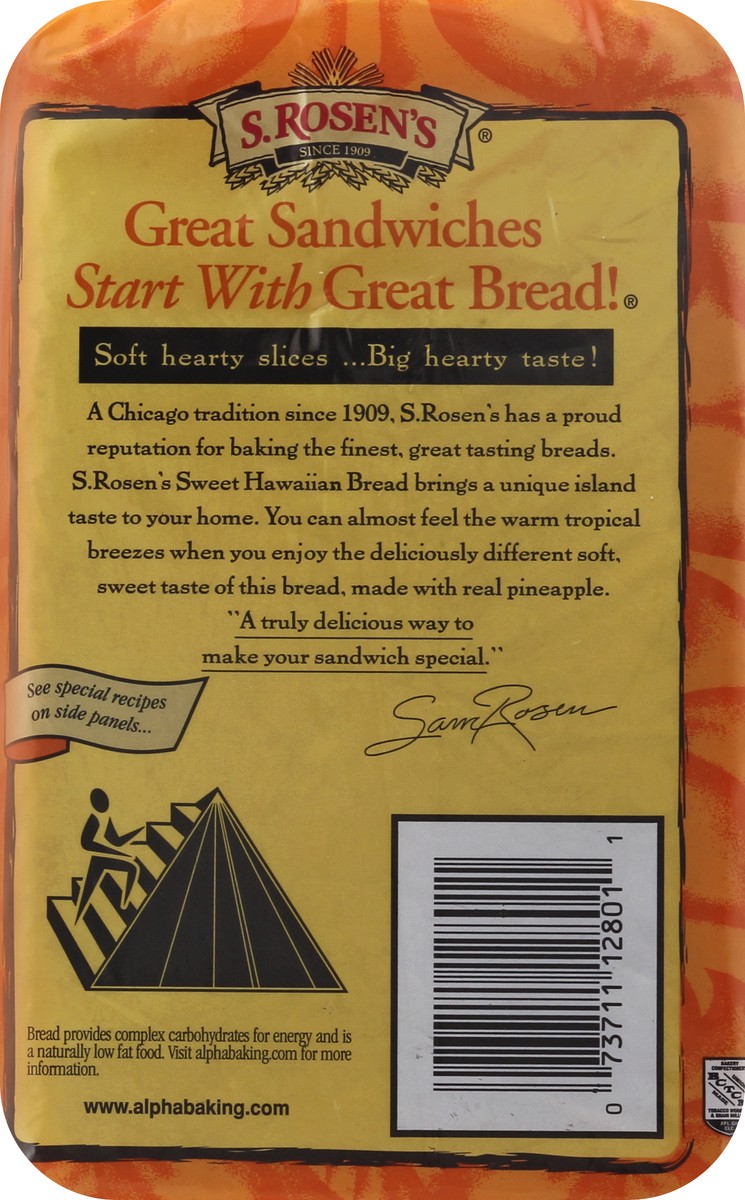 S. ROSEN'S ®
SINCE 1909
Great Sandwiches
Start With Great Bread!®
Soft hearty slices ...Big hearty taste!
A Chicago tradition since 1909, S.Rosen's has a proud
reputation for baking the finest, great tasting breads.
S.Rosen's Sweet Hawaiian Bread brings a unique island
taste to your home. You can almost feel the warm tropical
breezes when you enjoy the deliciously different soft,
sweet taste of this bread, made with real pineapple.
"A truly delicious way to
make your sandwich special."
See special recipes
on side panels...
Sam Rosen
Bread provides complex carbohydrates for energy and is
a naturally low fat food. Visit alphabaking.com for more
information.
www.alphabaking.com
0 73711 12801 1
BAKERY